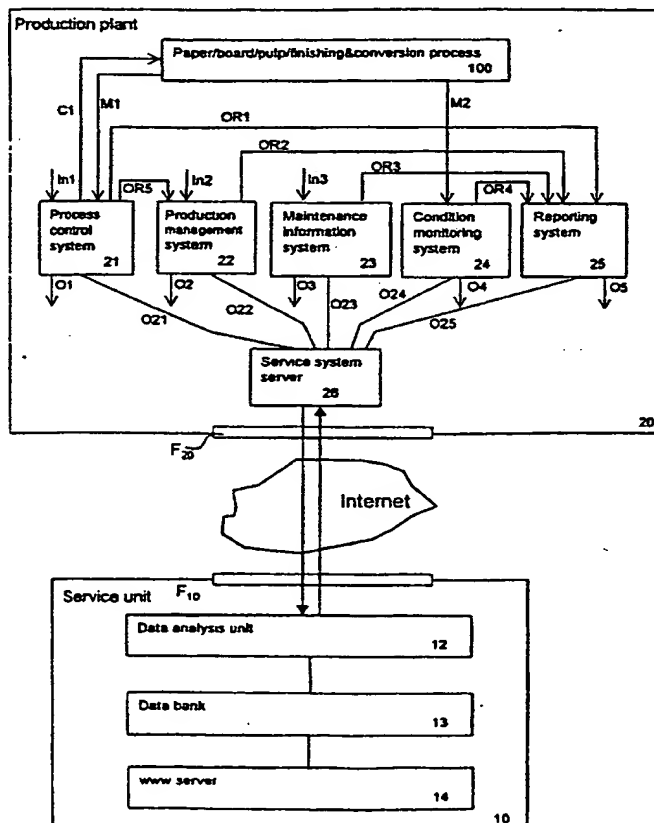 Production plant
Paper/board/pulp/finishing&conversion process
100
C1
M1
M2
OR1
OR2
OR3
OR4
OR5
In1
In2
In3
Process
control
system
21
Production
management
system
22
Maintenance
information
system
23
Condition
monitoring
system
24
Reporting
system
25
O1
O2
O3
O4
O5
O21
O22
O23
O24
O25
Service system
server
26
20
F20
Internet
F10
Service unit
Data analysis unit
12
Data bank
13
www server
14
10